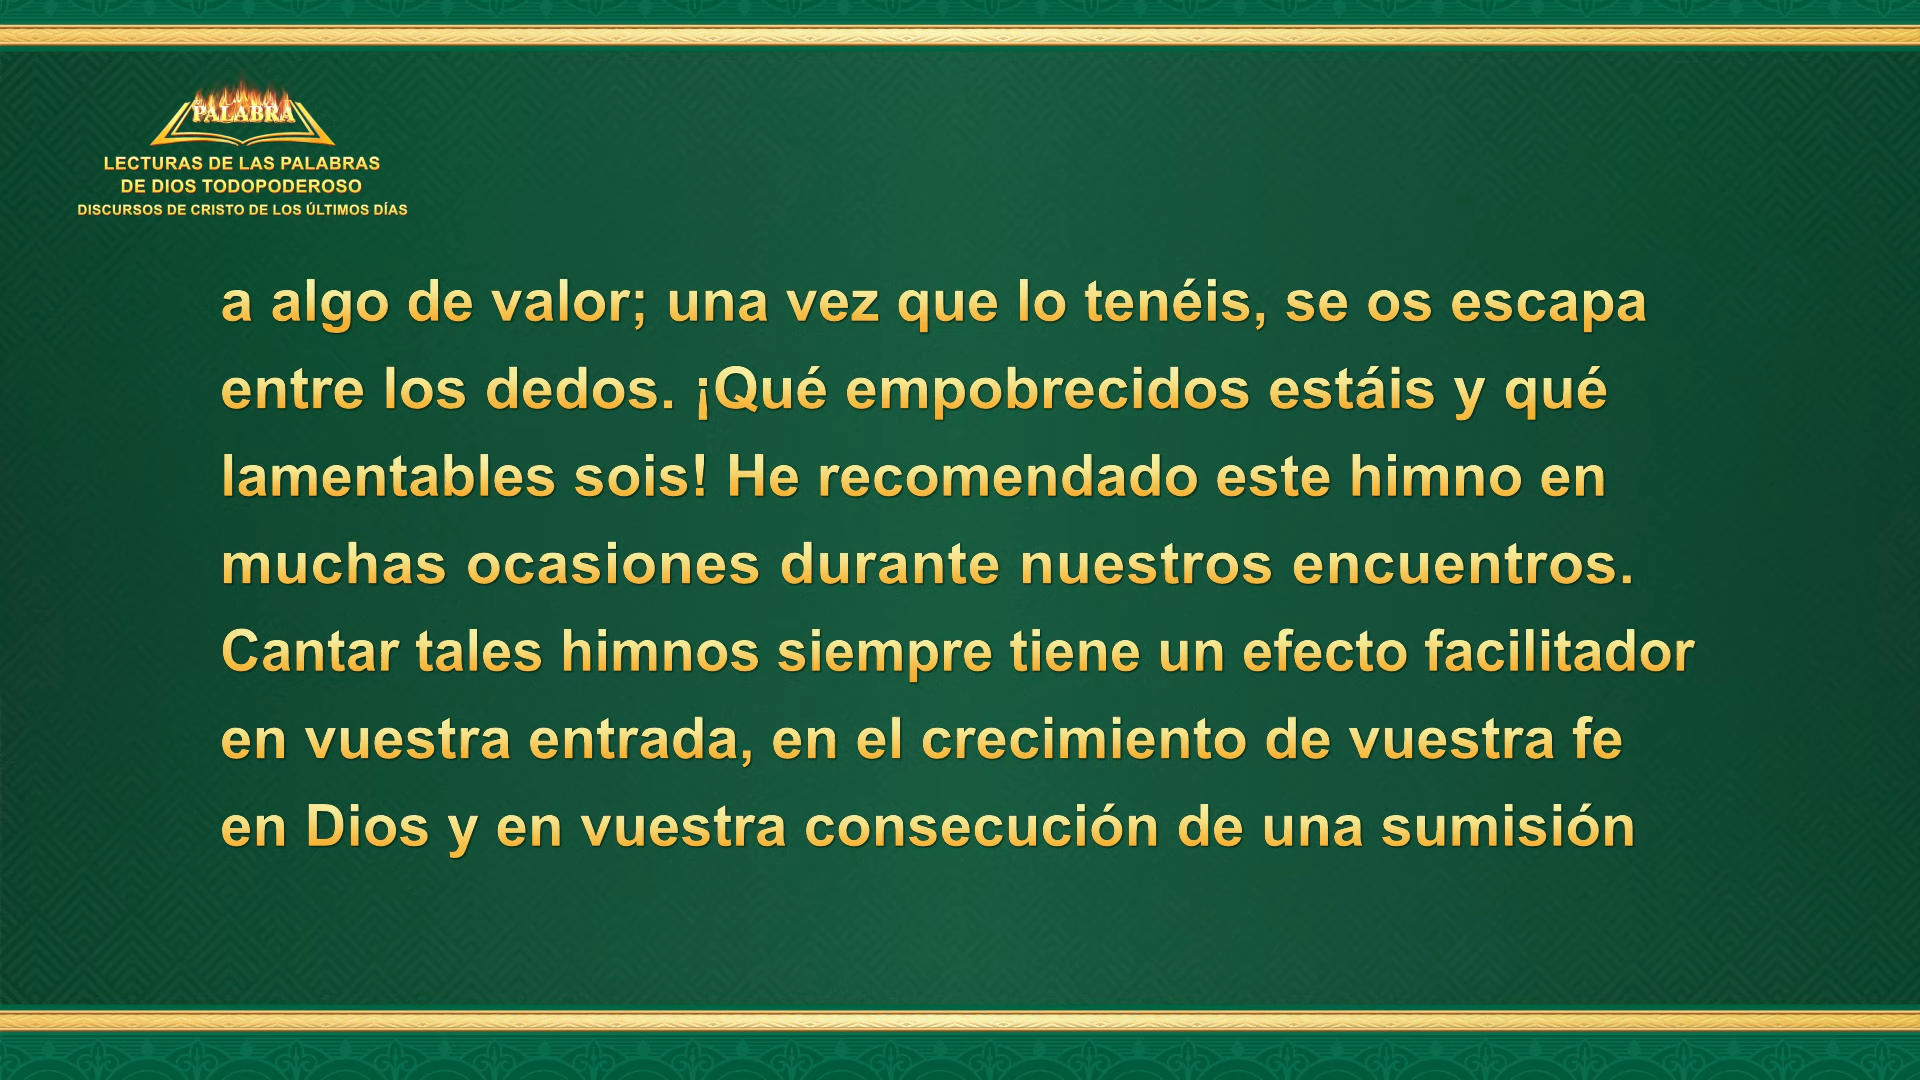 PALABRA
LECTURAS DE LAS PALABRAS
DE DIOS TODOPODEROSO
DISCURSOS DE CRISTO DE LOS ÚLTIMOS DÍAS
a algo de valor; una vez que lo tenéis, se os escapa
entre los dedos. ¡Qué empobrecidos estáis y qué
lamentables sois! He recomendado este himno en
muchas ocasiones durante nuestros encuentros.
Cantar tales himnos siempre tiene un efecto facilitador
en vuestra entrada, en el crecimiento de vuestra fe
en Dios y en vuestra consecución de una sumisión